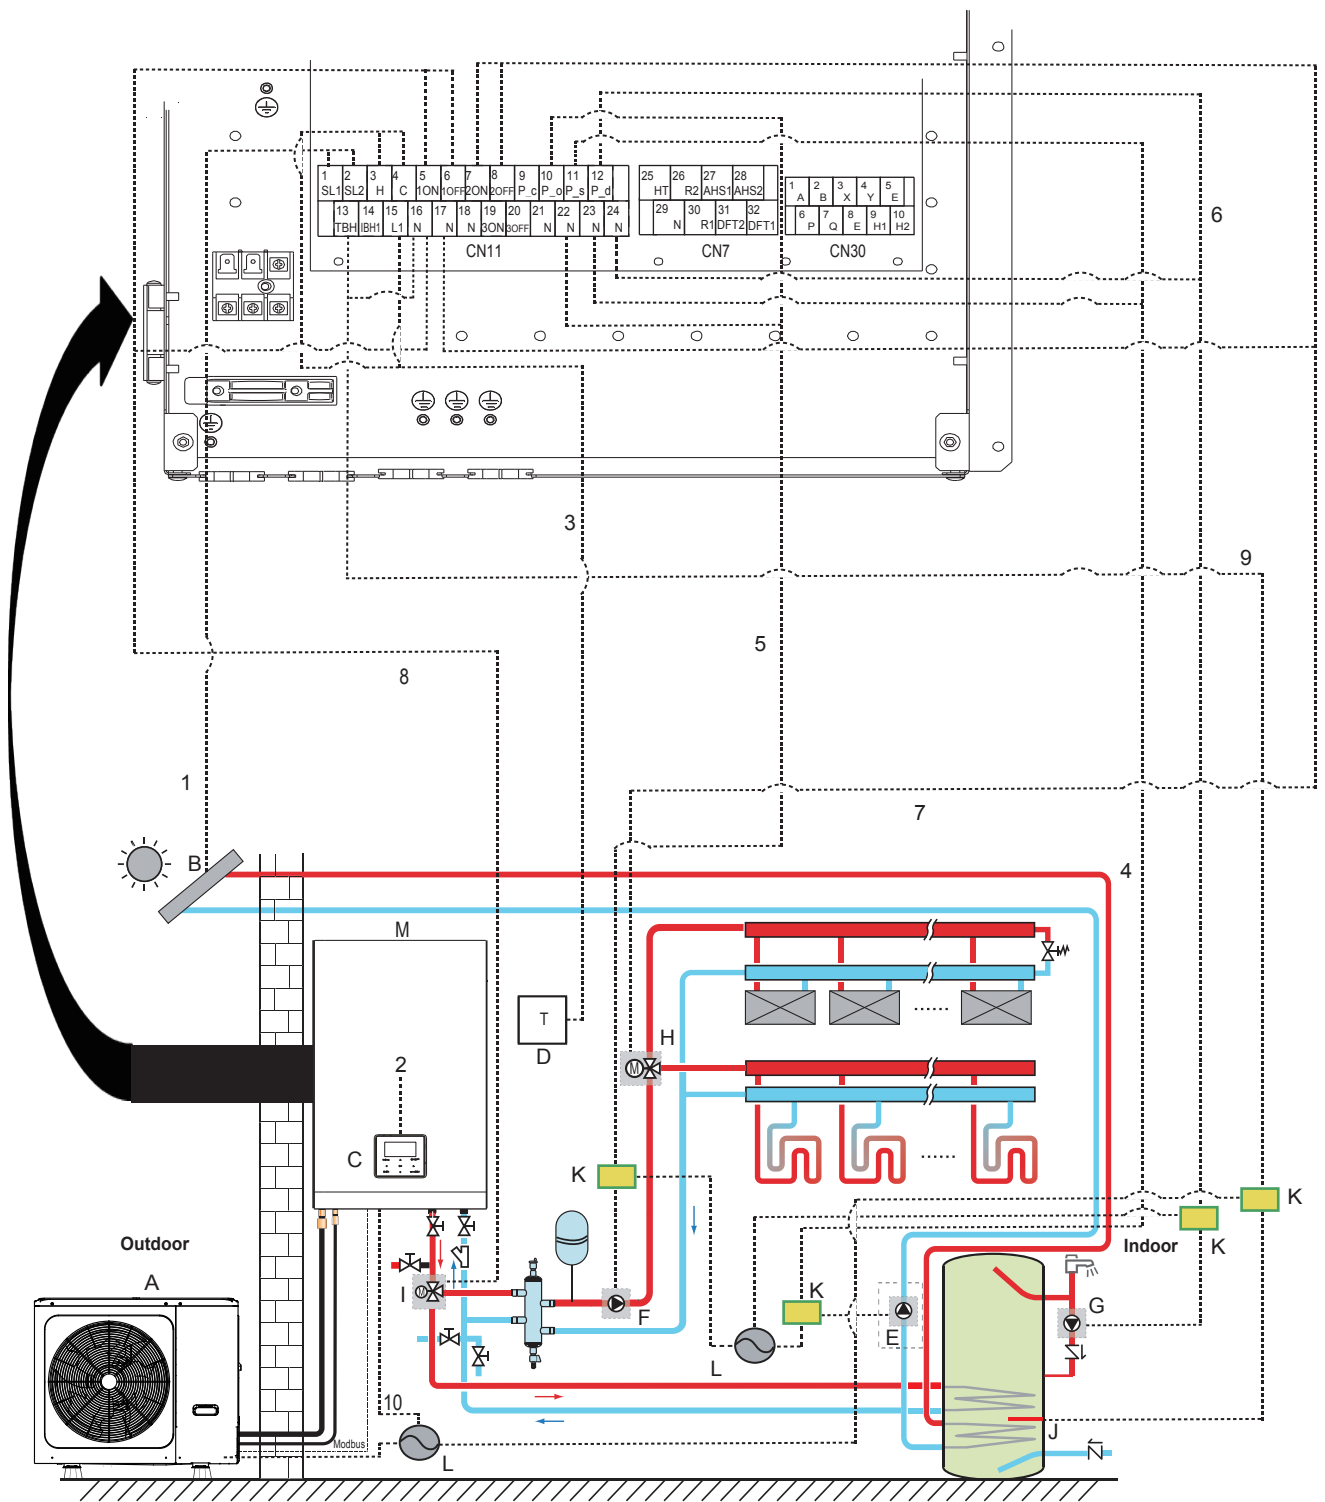 1 2 3 4 5 6 7 8 9 10 11 12
SL1 SL2 H C 1ON 1OFF 2ON 2OFF P_c P_o P_s P_d
13 14 15 16 17 18 19 20 21 22 23 24
TBH IBH1 L1 N N N 3ON 3OFF N N N N
CN11
25 26 27 28
HT R2 AHS1 AHS2
29 30 31 32
N R1 DFT2 DFT1
CN7
1 2 3 4 5
A B X Y E
6 7 8 9 10
P Q E H1 H2
CN30
6
3
9
5
8
1
7
B
4
M
T
D
H
M
2
C
K
K
K
Outdoor
Indoor
A
I
M
F
K
E
G
L
10
J
Modbus
L